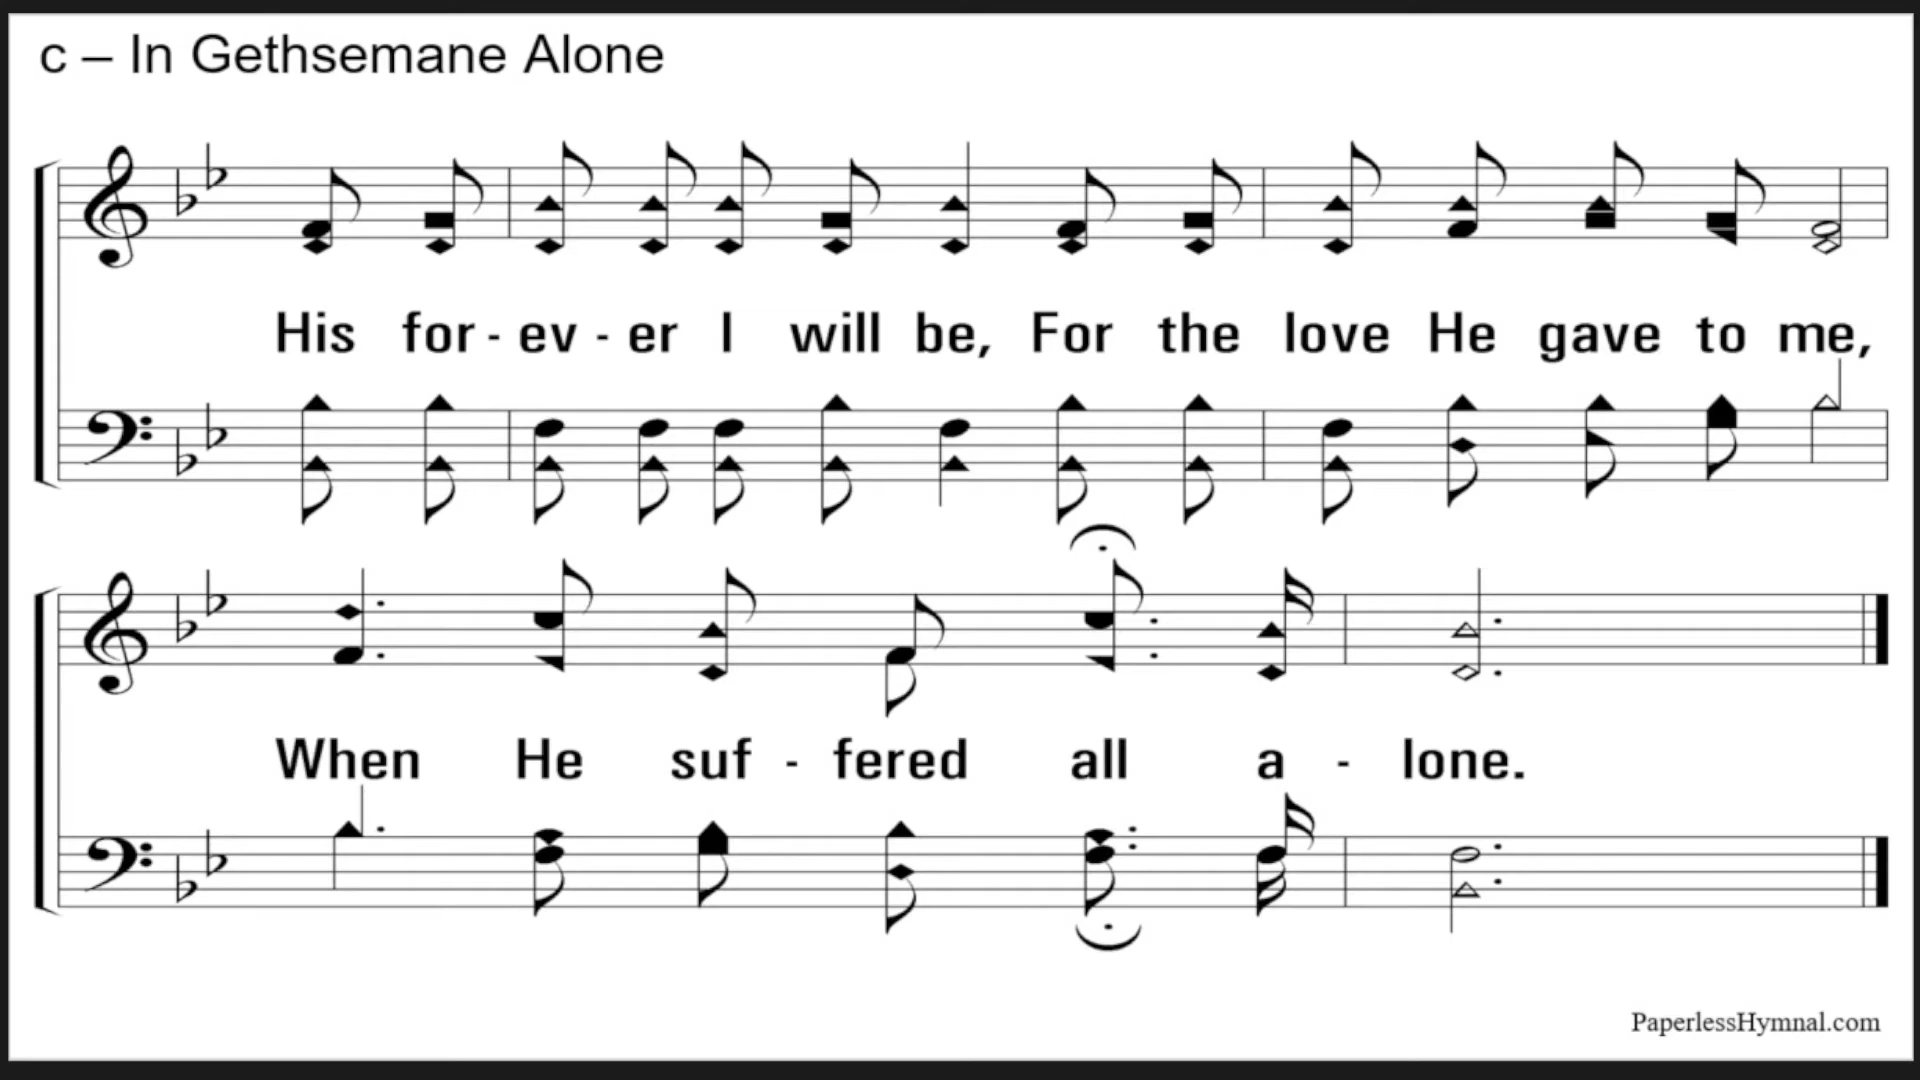 c – In Gethsemane Alone
His for - ev - er I will be, For the love He gave to me,
When He suf - fered all a - lone.
PaperlessHymnal.com